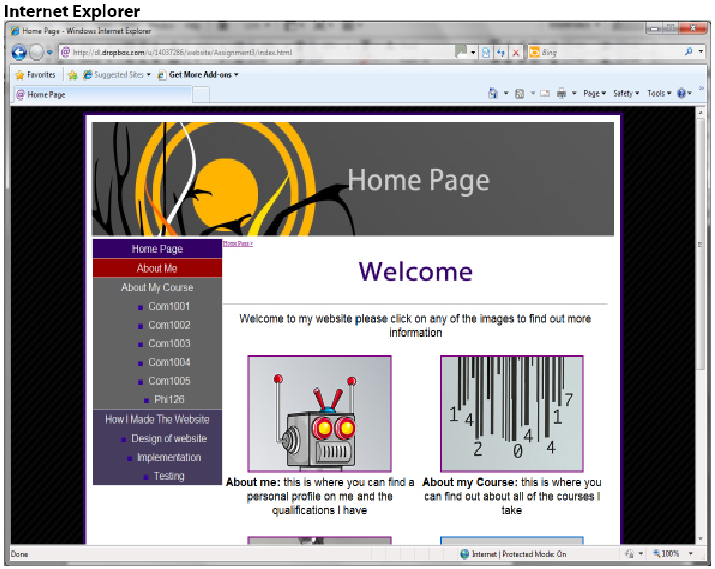 Internet Explorer
Home Page - Windows Internet Explorer
http://dl.dropbox.com/u/14037286/website/Assignment3/index.html
Bing
Favorites Suggested Sites Get More Add-ons
Home Page
Page Safety Tools
Home Page
Home Page
About Me
About My Course
Com1001
Com1002
Com1003
Com1004
Com1005
Phi126
How I Made The Website
Design of website
Implementation
Testing
Home Page >
Welcome
Welcome to my website please click on any of the images to find out more
information
1 4 2 0 4 1 7
About me: this is where you can find a
personal profile on me and the
qualifications I have
About my Course: this is where you
can find out about all of the courses I
take
Done
Internet | Protected Mode: On
100%